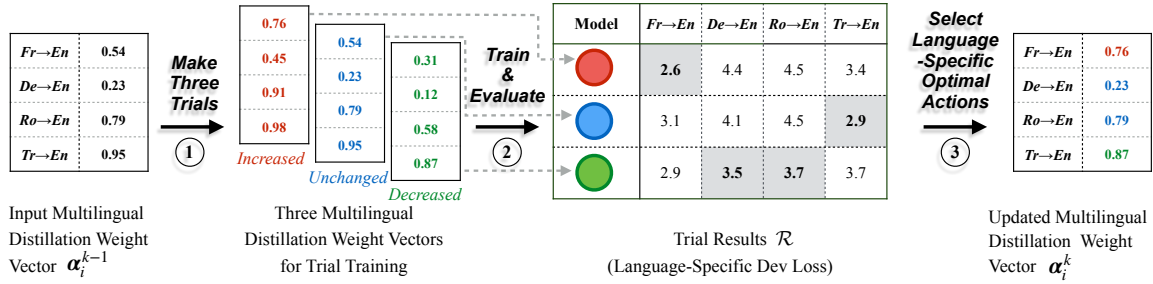 Fr→En 0.54
De→En 0.23
Ro→En 0.79
Tr→En 0.95
Input Multilingual
Distillation Weight
Vector α_i^{k−1}
Make
Three
Trials
1
0.76
0.45
0.91
0.98
Increased
0.54
0.23
0.79
0.95
Unchanged
0.31
0.12
0.58
0.87
Decreased
Three Multilingual
Distillation Weight Vectors
for Trial Training
Train
&
Evaluate
2
Model Fr→En De→En Ro→En Tr→En
2.6 4.4 4.5 3.4
3.1 4.1 4.5 2.9
2.9 3.5 3.7 3.7
Trial Results ℛ
(Language-Specific Dev Loss)
Select
Language
-Specific
Optimal
Actions
3
Fr→En 0.76
De→En 0.23
Ro→En 0.79
Tr→En 0.87
Updated Multilingual
Distillation Weight
Vector α_i^k